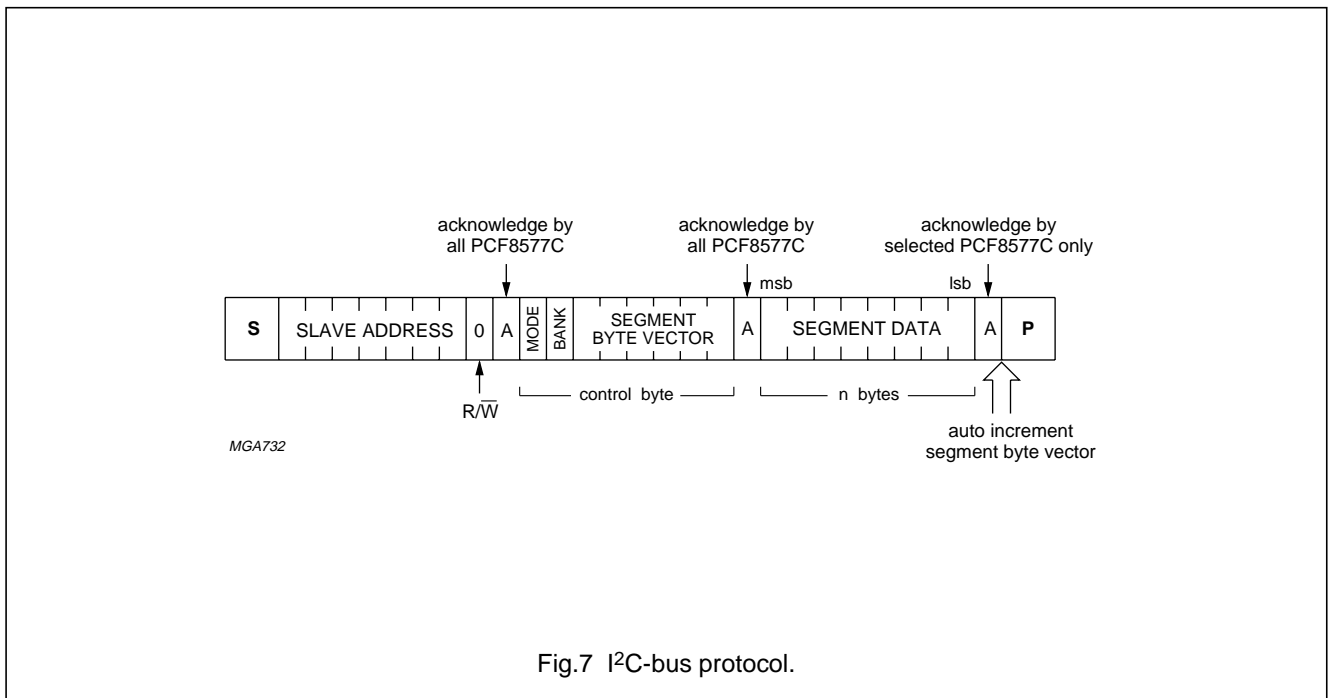 acknowledge by
all PCF8577C
acknowledge by
all PCF8577C
acknowledge by
selected PCF8577C only
msb
lsb
S
SLAVE ADDRESS
0
A
MODE
BANK
SEGMENT
BYTE VECTOR
A
SEGMENT DATA
A
P
R/W̅
control byte
n bytes
auto increment
segment byte vector
MGA732
Fig.7 I²C-bus protocol.